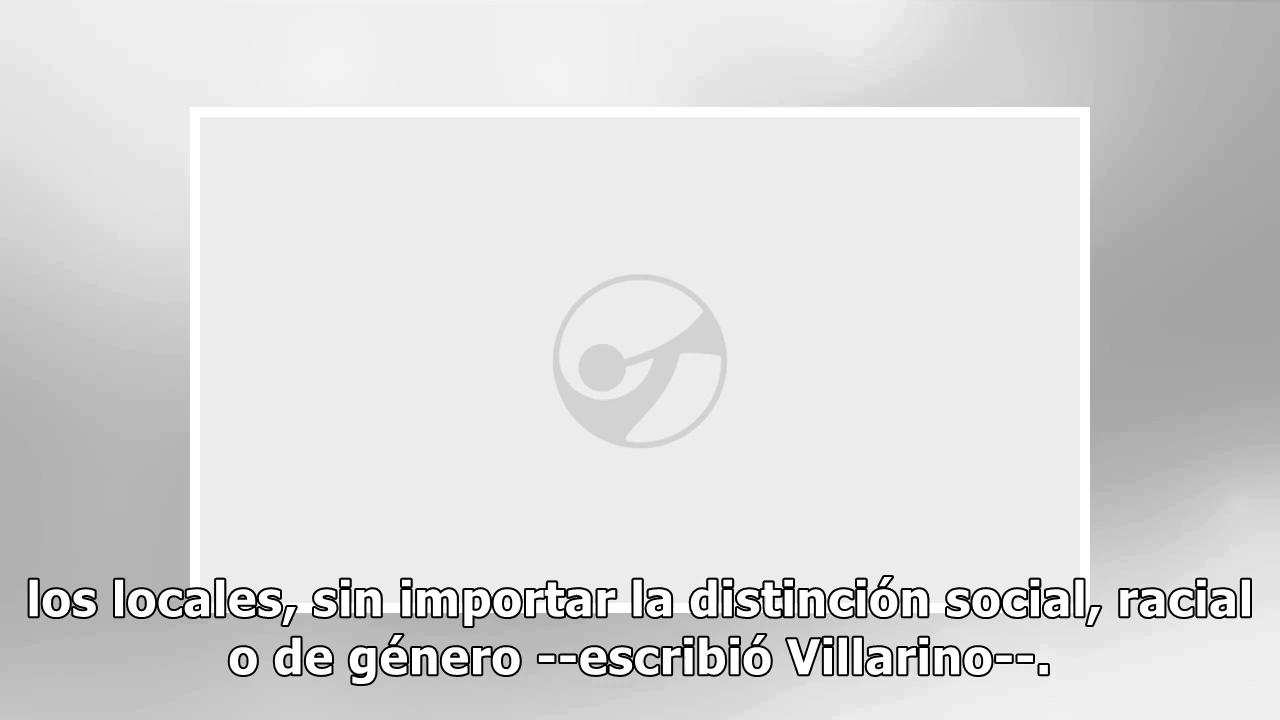 los locales, sin importar la distinción social, racial
o de género --escribió Villarino--.